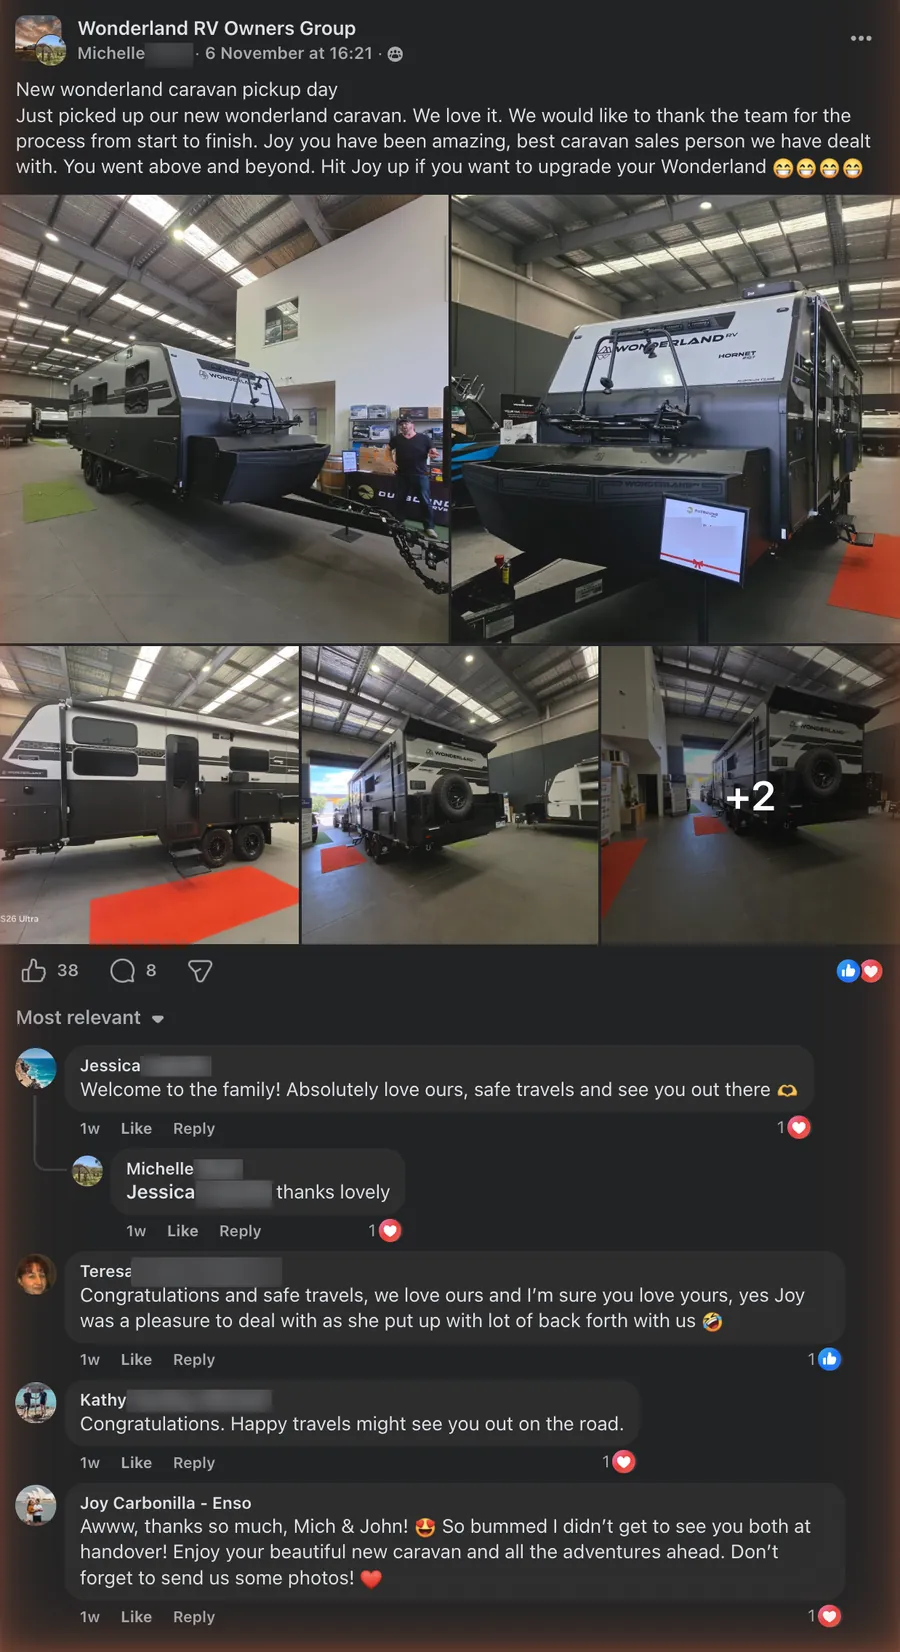 Wonderland RV Owners Group
Michelle · 6 November at 16:21 ·
New wonderland caravan pickup day
Just picked up our new wonderland caravan. We love it. We would like to thank the team for the
process from start to finish. Joy you have been amazing, best caravan sales person we have dealt
with. You went above and beyond. Hit Joy up if you want to upgrade your Wonderland 😁😁😁😁
WONDERLAND
WONDERLAND RV
HORNET
WONDERLAND
WONDERLAND
S26 Ultra
+2
38
8
Most relevant
Jessica
Welcome to the family! Absolutely love ours, safe travels and see you out there 🫶
1w Like Reply 1
Michelle
Jessica thanks lovely
1w Like Reply 1
Teresa
Congratulations and safe travels, we love ours and I’m sure you love yours, yes Joy
was a pleasure to deal with as she put up with lot of back forth with us 🤣
1w Like Reply 1
Kathy
Congratulations. Happy travels might see you out on the road.
1w Like Reply 1
Joy Carbonilla - Enso
Awww, thanks so much, Mich & John! 🤩 So bummed I didn’t get to see you both at
handover! Enjoy your beautiful new caravan and all the adventures ahead. Don’t
forget to send us some photos! ❤️
1w Like Reply 1